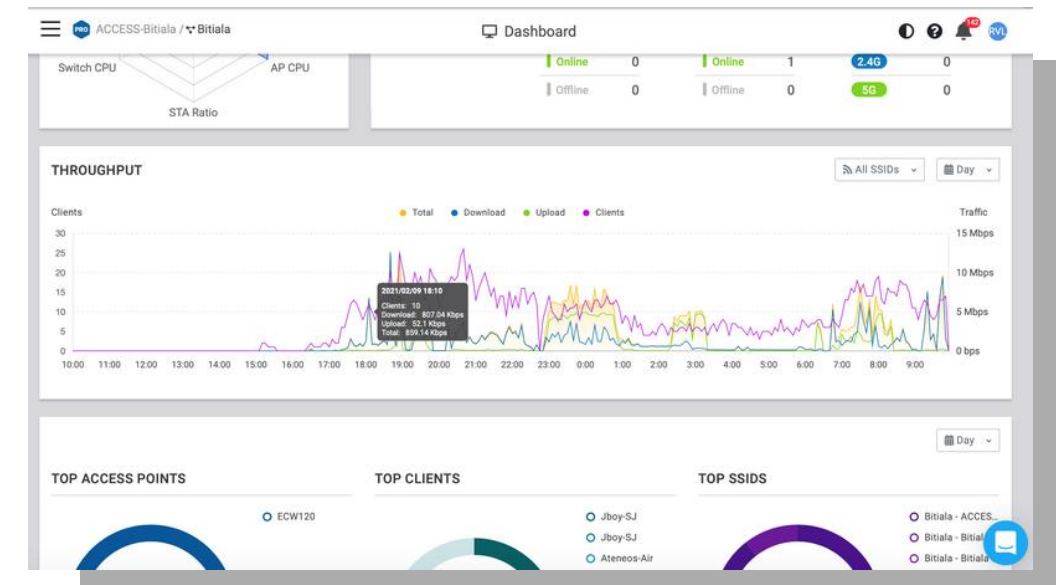 PRO ACCESS-Bitiala / Bitiala
Dashboard
142
RVL
Switch CPU
AP CPU
STA Ratio
Online 0
Online 1
2.4G 0
Offline 0
Offline 0
5G 0
THROUGHPUT
All SSIDs
Day
Clients
Total Download Upload Clients
Traffic
30
25
20
15
10
5
0
15 Mbps
10 Mbps
5 Mbps
0 bps
2021/02/09 18:10
Clients: 10
Download: 807.04 Kbps
Upload: 52.1 Kbps
Total: 859.14 Kbps
10:00 11:00 12:00 13:00 14:00 15:00 16:00 17:00 18:00 19:00 20:00 21:00 22:00 23:00 0:00 1:00 2:00 3:00 4:00 5:00 6:00 7:00 8:00 9:00
Day
TOP ACCESS POINTS
ECW120
TOP CLIENTS
Jboy-SJ
Jboy-SJ
Ateneos-Air
TOP SSIDS
Bitiala - ACCES...
Bitiala - Bitial
Bitiala - Bitiala